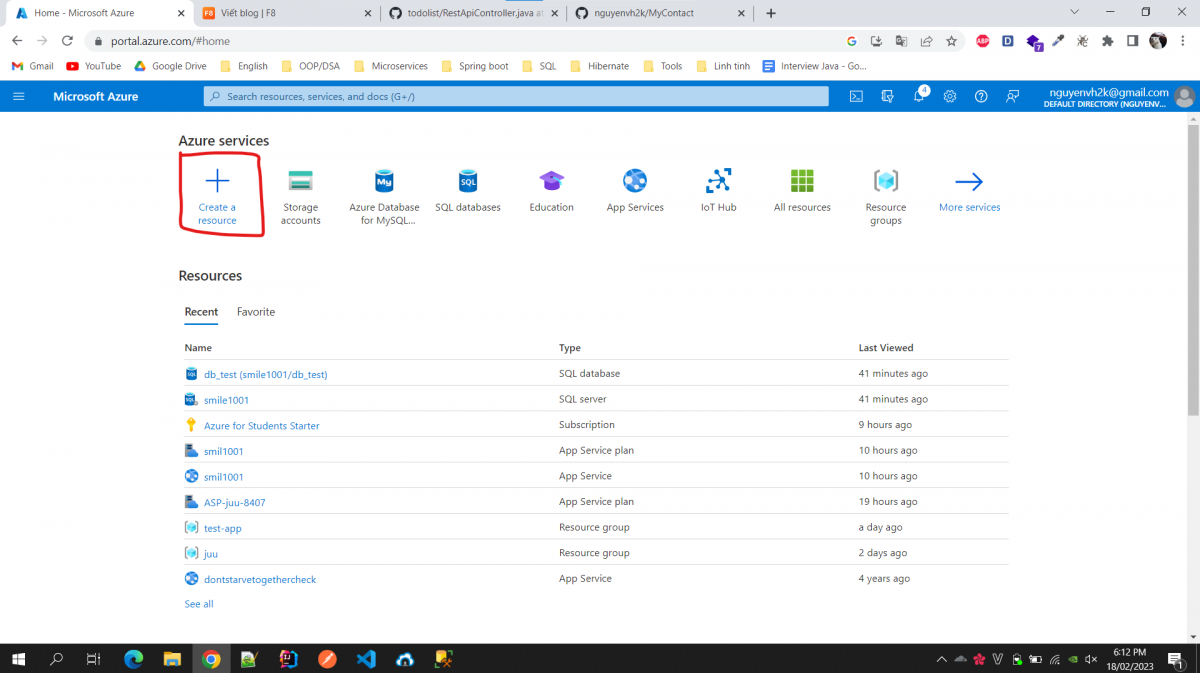 Home - Microsoft Azure
Viết blog | F8
todolist/RestApiController.java at
nguyenvh2k/MyContact
portal.azure.com/#home
Gmail YouTube Google Drive English OOP/DSA Microservices Spring boot SQL Hibernate Tools Linh tinh Interview Java - Go...
Microsoft Azure
Search resources, services, and docs (G+/)
4
nguyenvh2k@gmail.com
DEFAULT DIRECTORY (NGUYENV...
Azure services
Create a
resource
Storage
accounts
Azure Database
for MySQL...
SQL databases
Education
App Services
IoT Hub
All resources
Resource
groups
More services
Resources
Recent Favorite
Name Type Last Viewed
db_test (smile1001/db_test) SQL database 41 minutes ago
smile1001 SQL server 41 minutes ago
Azure for Students Starter Subscription 9 hours ago
smil1001 App Service plan 10 hours ago
smil1001 App Service 10 hours ago
ASP-juu-8407 App Service plan 19 hours ago
test-app Resource group a day ago
juu Resource group 2 days ago
dontstarvetogethercheck App Service 4 years ago
See all
6:12 PM
18/02/2023
1